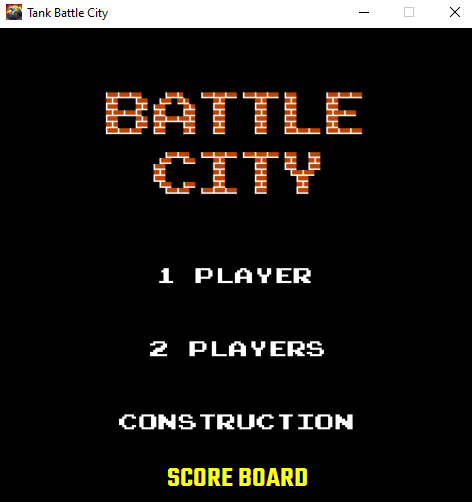 Tank Battle City
BATTLE
CITY
1 PLAYER
2 PLAYERS
CONSTRUCTION
SCORE BOARD